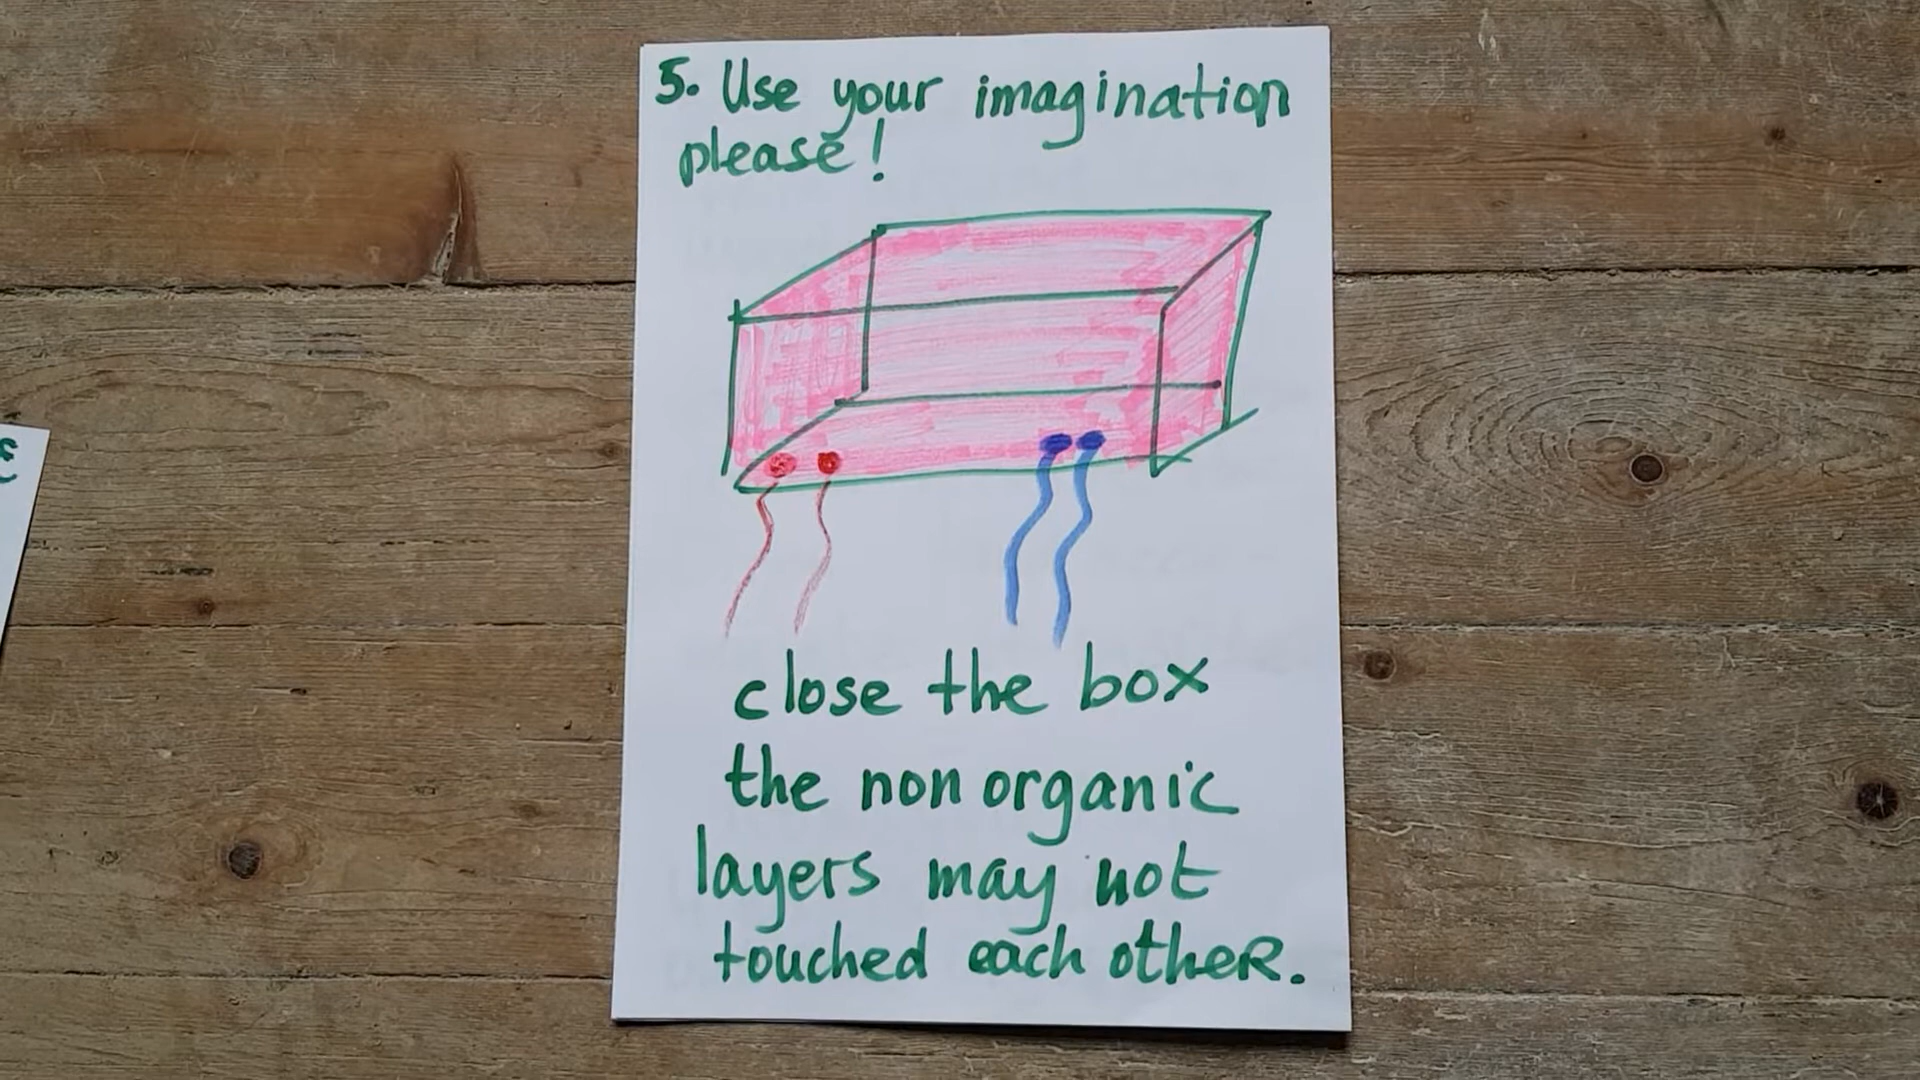 5. Use your imagination
please!
close the box
the non organic
layers may not
touched each other.